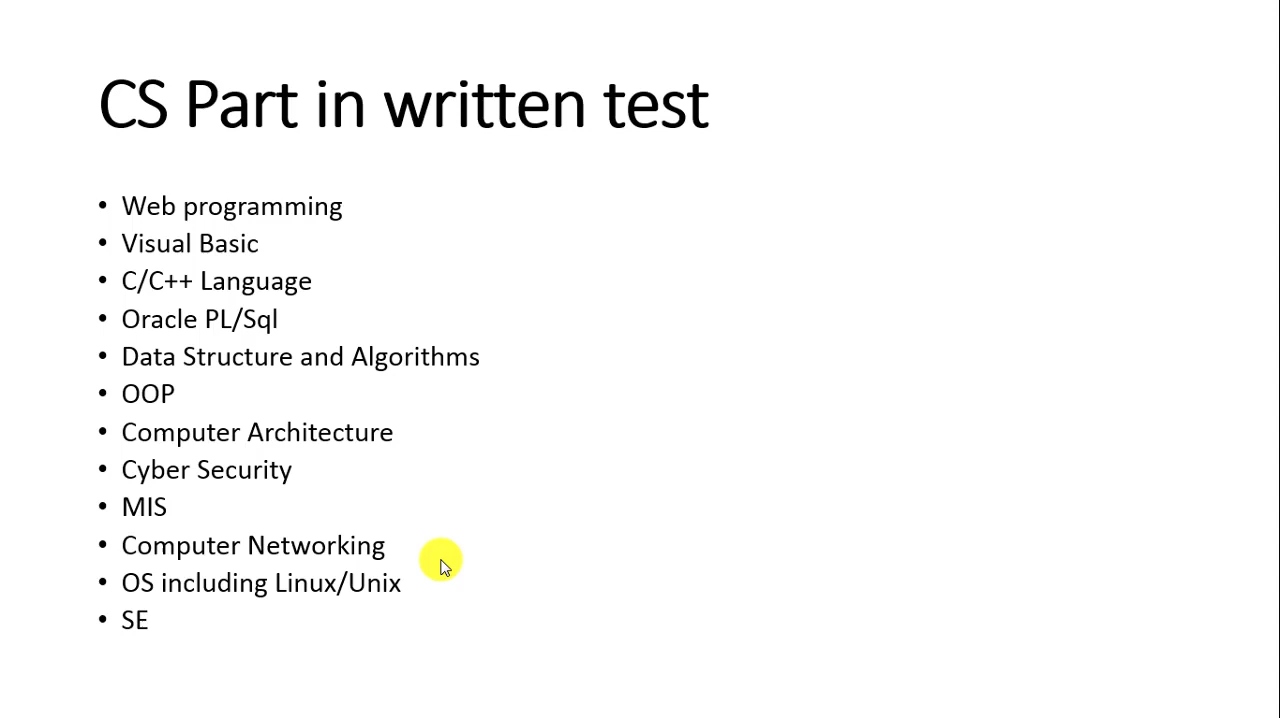 CS Part in written test
• Web programming
• Visual Basic
• C/C++ Language
• Oracle PL/Sql
• Data Structure and Algorithms
• OOP
• Computer Architecture
• Cyber Security
• MIS
• Computer Networking
• OS including Linux/Unix
• SE